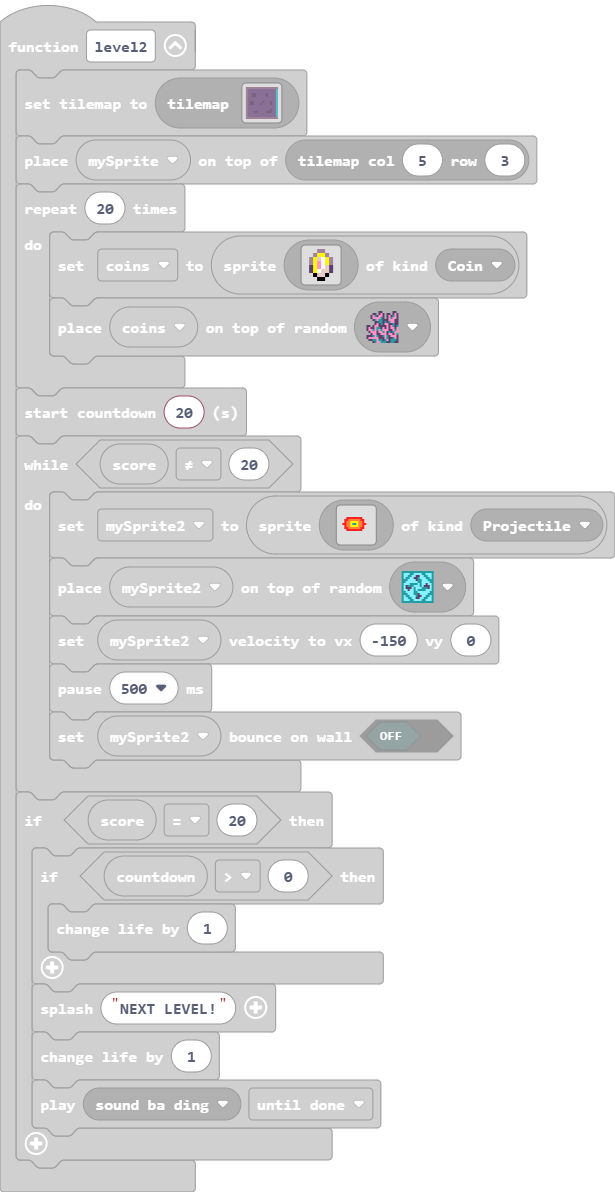 function level2
set tilemap to tilemap
place mySprite on top of tilemap col 5 row 3
repeat 20 times
do
set coins to sprite of kind Coin
place coins on top of random
start countdown 20 (s)
while score ≠ 20
do
set mySprite2 to sprite of kind Projectile
place mySprite2 on top of random
set mySprite2 velocity to vx -150 vy 0
pause 500 ms
set mySprite2 bounce on wall OFF
if score = 20 then
if countdown > 0 then
change life by 1
splash "NEXT LEVEL!"
change life by 1
play sound ba ding until done